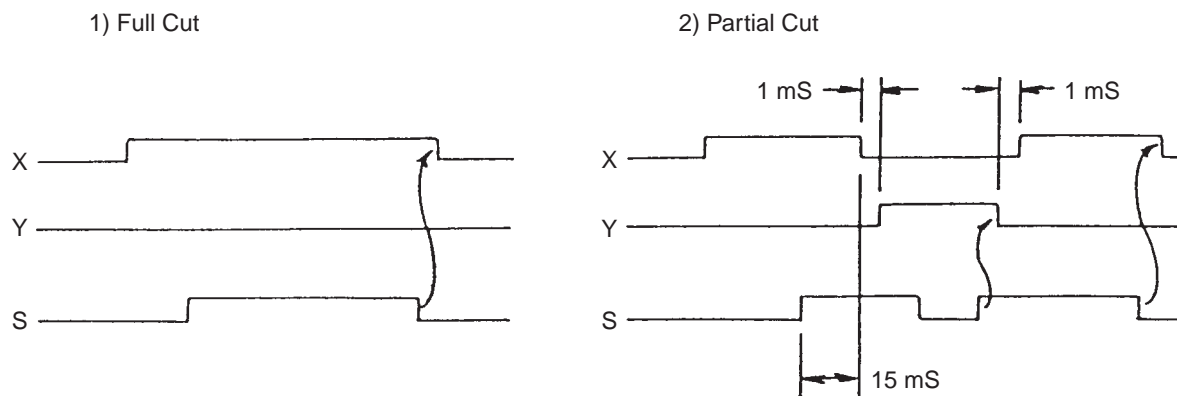 1) Full Cut
X
Y
S
2) Partial Cut
1 mS
1 mS
X
Y
S
15 mS